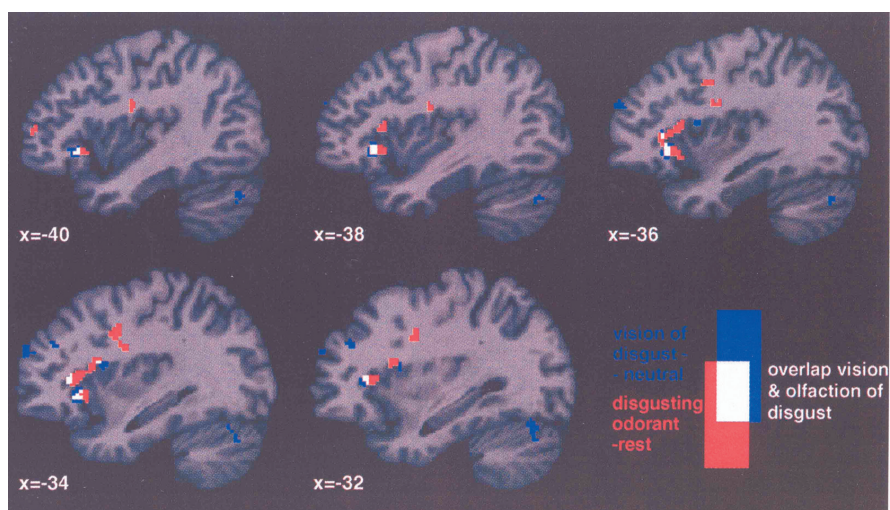 x=-40
x=-38
x=-36
x=-34
x=-32
vision of
disgust -
- neutral
disgusting
odorant
-rest
overlap vision
& olfaction of
disgust